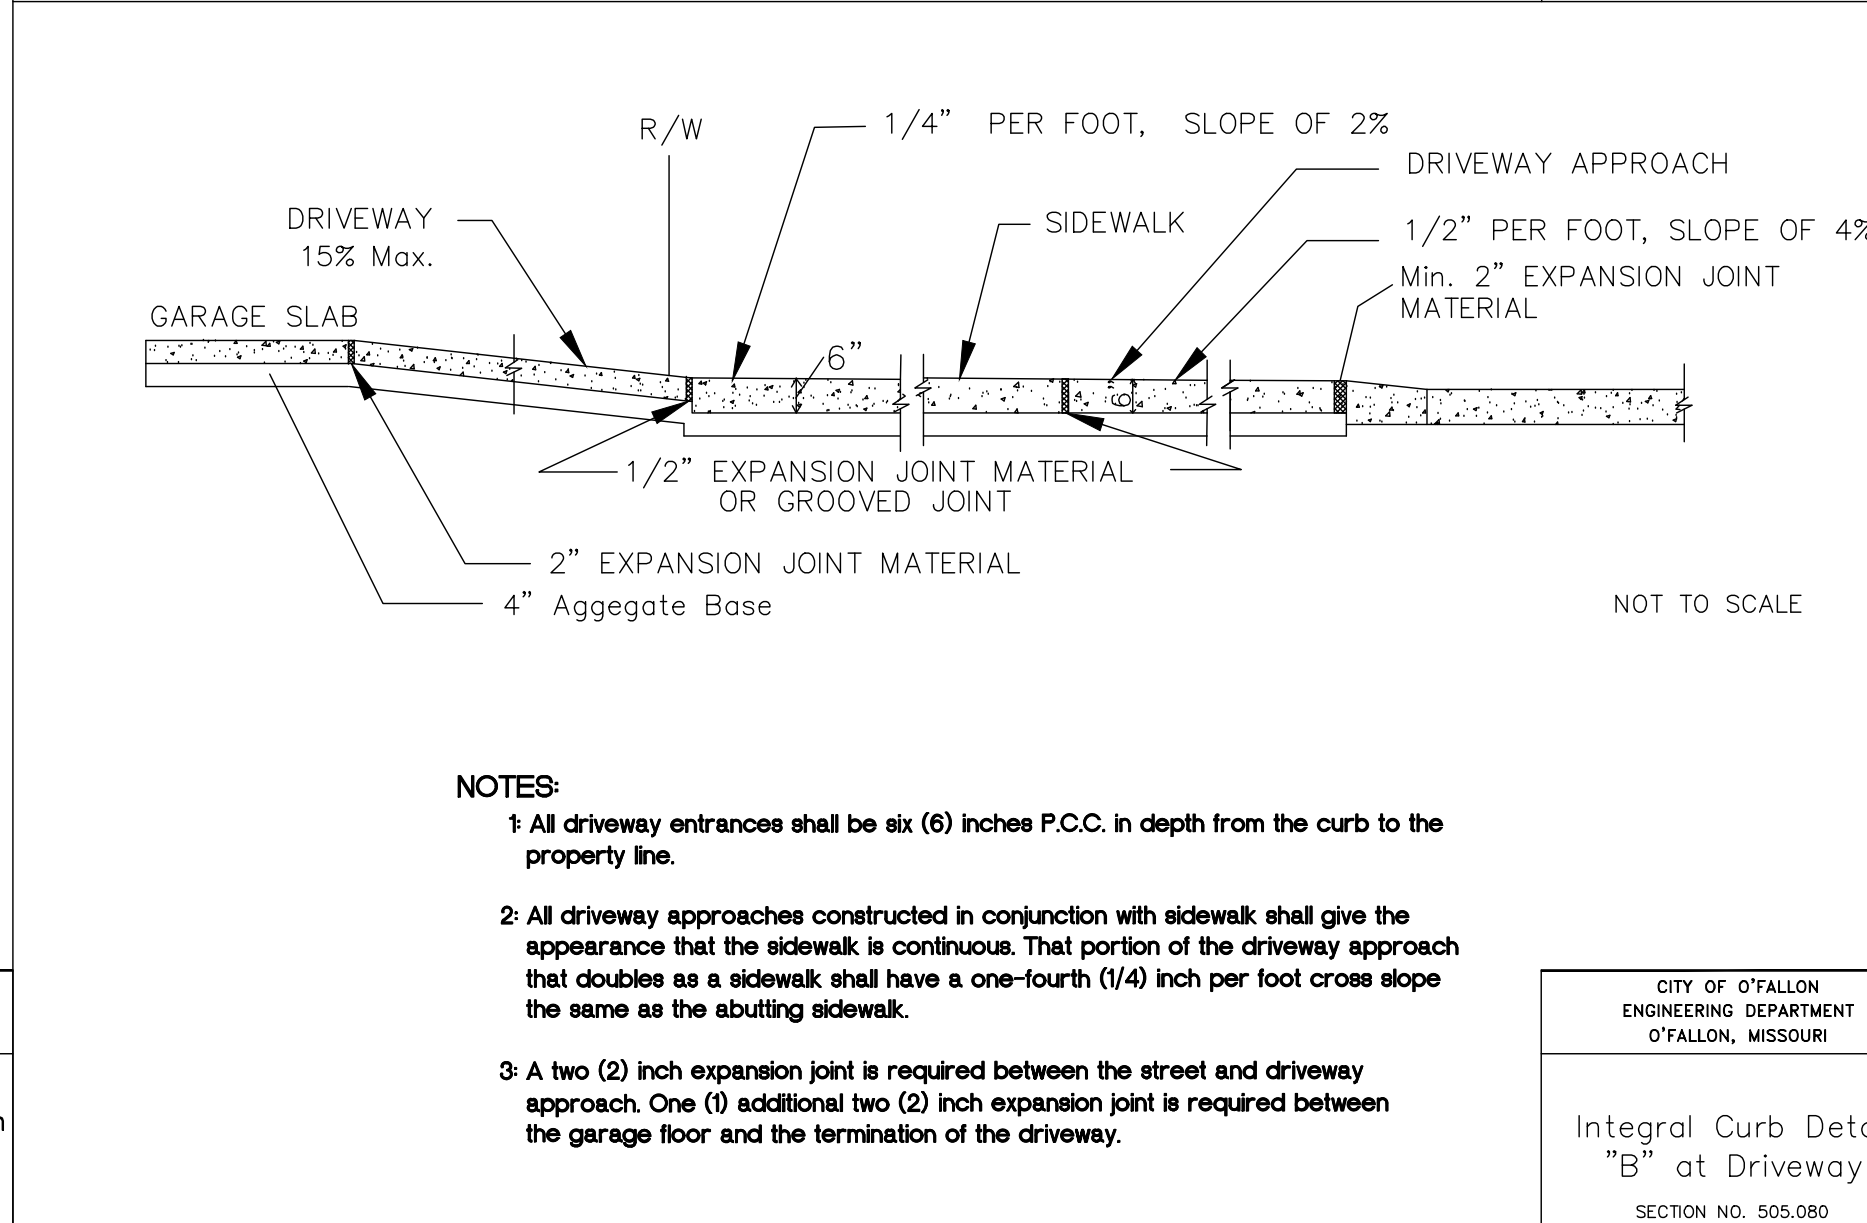 R/W
1/4” PER FOOT, SLOPE OF 2%
DRIVEWAY APPROACH
DRIVEWAY
15% Max.
SIDEWALK
1/2” PER FOOT, SLOPE OF 4%
Min. 2” EXPANSION JOINT
MATERIAL
GARAGE SLAB
6”
6”
1/2” EXPANSION JOINT MATERIAL
OR GROOVED JOINT
2” EXPANSION JOINT MATERIAL
4” Aggegate Base
NOT TO SCALE
NOTES:
1: All driveway entrances shall be six (6) inches P.C.C. in depth from the curb to the
property line.
2: All driveway approaches constructed in conjunction with sidewalk shall give the
appearance that the sidewalk is continuous. That portion of the driveway approach
that doubles as a sidewalk shall have a one-fourth (1/4) inch per foot cross slope
the same as the abutting sidewalk.
3: A two (2) inch expansion joint is required between the street and driveway
approach. One (1) additional two (2) inch expansion joint is required between
the garage floor and the termination of the driveway.
CITY OF O'FALLON
ENGINEERING DEPARTMENT
O'FALLON, MISSOURI
Integral Curb
"B" at Driveway
SECTION NO. 505.080